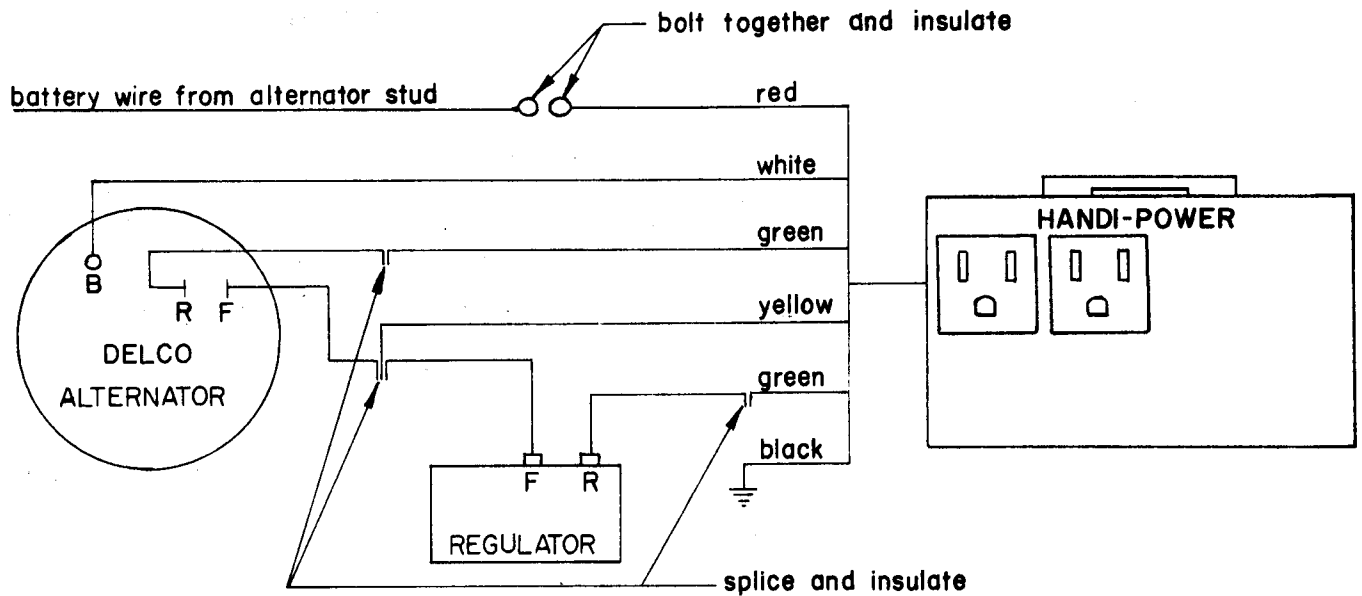 bolt together and insulate
battery wire from alternator stud
red
white
HANDI-POWER
green
B
R F
yellow
DELCO
ALTERNATOR
green
black
F R
REGULATOR
splice and insulate